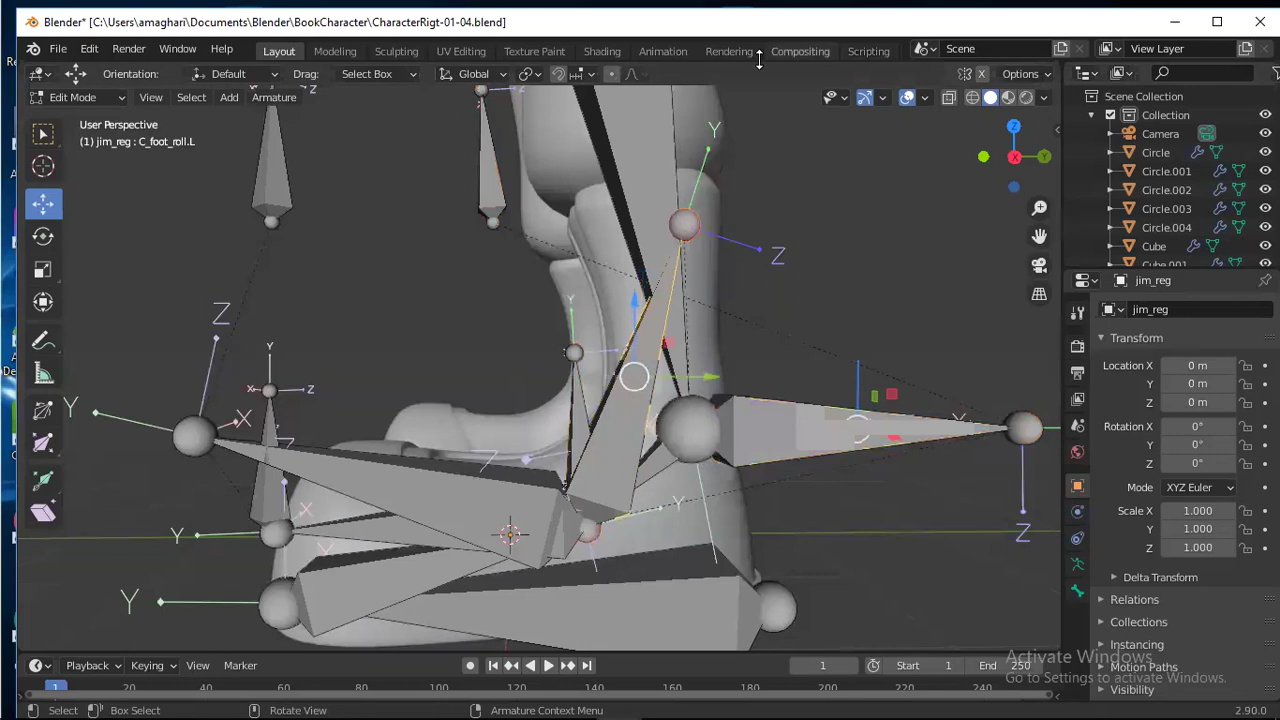 Blender* [C:\Users\amaghari\Documents\Blender\BookCharacter\CharacterRigt-01-04.blend]
File Edit Render Window Help Layout Modeling Sculpting UV Editing Texture Paint Shading Animation Rendering Compositing Scripting Scene View Layer
Orientation: Default Drag: Select Box Global X Options
Edit Mode View Select Add Armature
User Perspective
(1) jim_reg : C_foot_roll.L
Scene Collection
Collection
Camera
Circle
Circle.001
Circle.002
Circle.003
Circle.004
Cube
Cube.001
jim_reg
jim_reg
Transform
Location X 0 m
Y 0 m
Z 0 m
Rotation X 0°
Y 0°
Z 0°
Mode XYZ Euler
Scale X 1.000
Y 1.000
Z 1.000
Delta Transform
Relations
Collections
Instancing
Motion Paths
Visibility
Z
Y
X
Y
Z
Z
Y
X
Z
Y
X
Z
Y
Z
Y
X
Y
Z
Y
Activate Windows
Go to Settings to activate Windows.
Playback Keying View Marker 1 Start 1 End 250
1 20 40 60 80 100 120 140 160 180 200 220 240
Select Box Select Rotate View Armature Context Menu 2.90.0